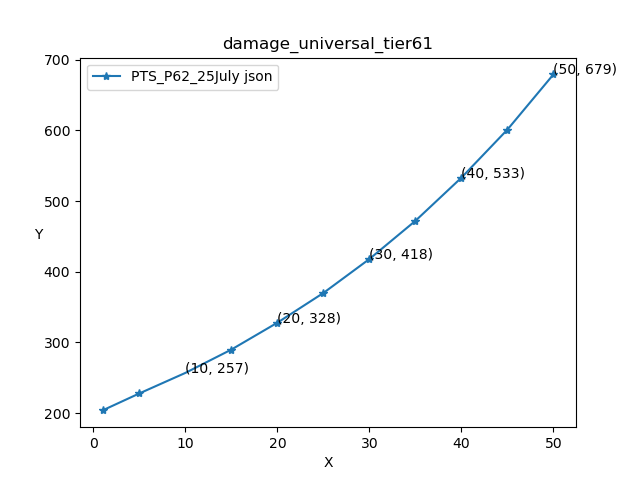 damage_universal_tier61
PTS_P62_25July json
700
600
500
400
300
200
Y
(50, 679)
(40, 533)
(30, 418)
(20, 328)
(10, 257)
0 10 20 30 40 50
X